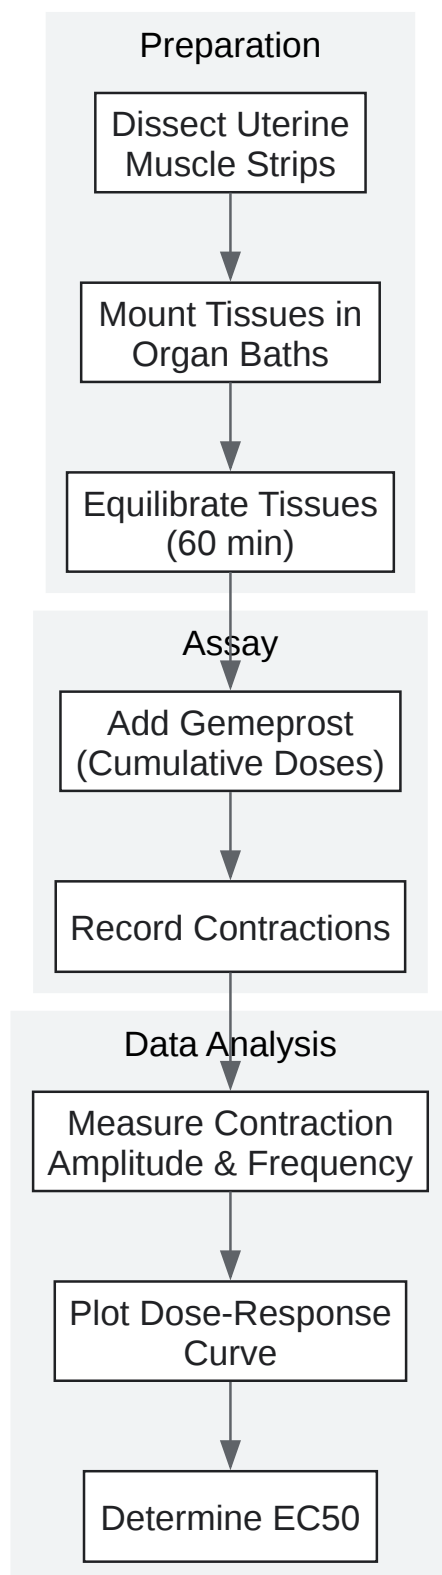 Preparation
Dissect Uterine
Muscle Strips
Mount Tissues in
Organ Baths
Equilibrate Tissues
(60 min)
Assay
Add Gemeprost
(Cumulative Doses)
Record Contractions
Data Analysis
Measure Contraction
Amplitude & Frequency
Plot Dose-Response
Curve
Determine EC50